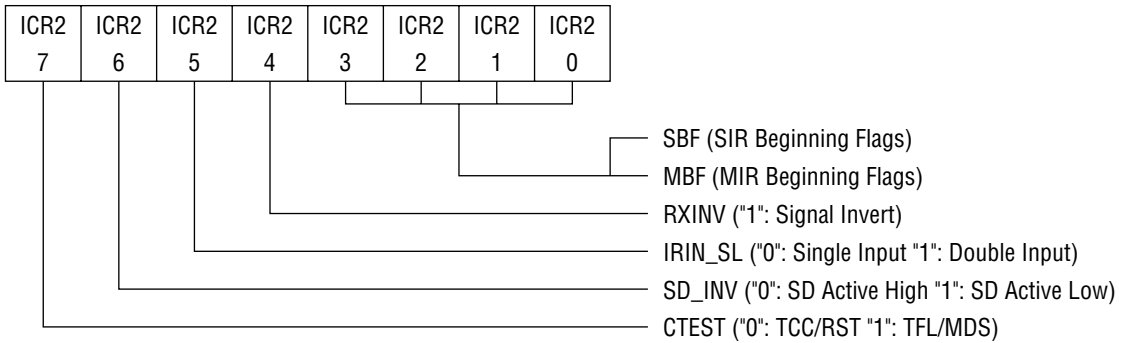 ICR2 ICR2 ICR2 ICR2 ICR2 ICR2 ICR2 ICR2
7 6 5 4 3 2 1 0
SBF (SIR Beginning Flags)
MBF (MIR Beginning Flags)
RXINV ("1": Signal Invert)
IRIN_SL ("0": Single Input "1": Double Input)
SD_INV ("0": SD Active High "1": SD Active Low)
CTEST ("0": TCC/RST "1": TFL/MDS)